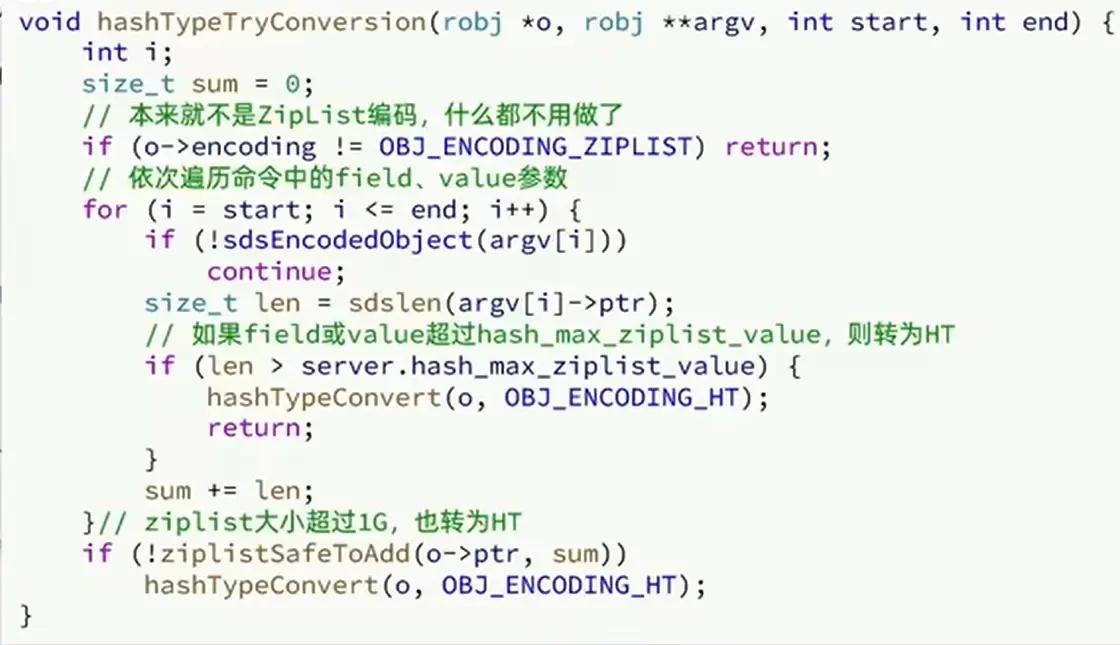 void hashTypeTryConversion(robj *o, robj **argv, int start, int end) {
    int i;
    size_t sum = 0;
    // 本来就不是ZipList编码，什么都不用做了
    if (o->encoding != OBJ_ENCODING_ZIPLIST) return;
    // 依次遍历命令中的field、value参数
    for (i = start; i <= end; i++) {
        if (!sdsEncodedObject(argv[i]))
            continue;
        size_t len = sdslen(argv[i]->ptr);
        // 如果field或value超过hash_max_ziplist_value，则转为HT
        if (len > server.hash_max_ziplist_value) {
            hashTypeConvert(o, OBJ_ENCODING_HT);
            return;
        }
        sum += len;
    }// ziplist大小超过1G，也转为HT
    if (!ziplistSafeToAdd(o->ptr, sum))
        hashTypeConvert(o, OBJ_ENCODING_HT);
}